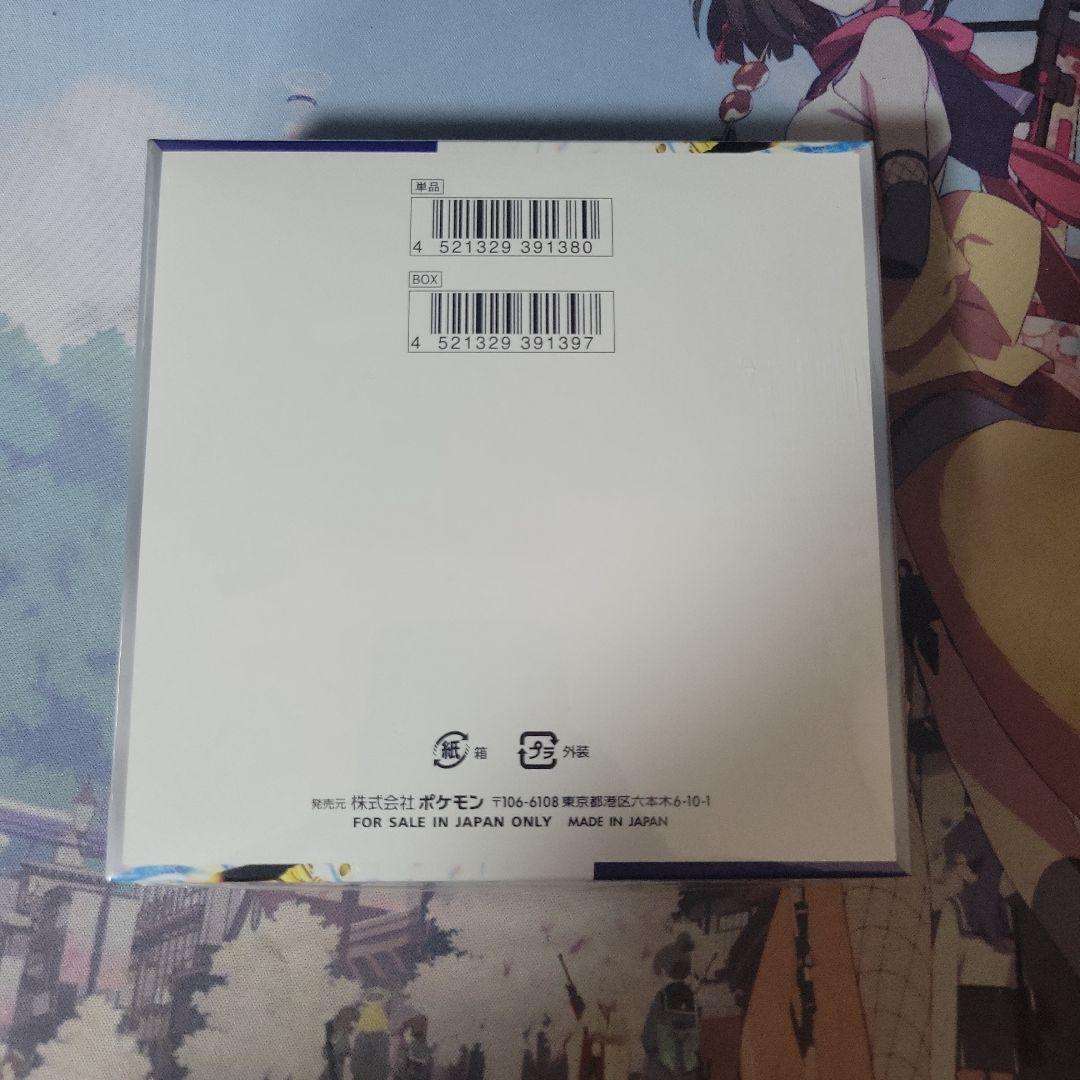 単品
4 521329 391380
BOX
4 521329 391397
紙 箱 プラ 外装
発売元 株式会社ポケモン 〒106-6108 東京都港区六本木6-10-1
FOR SALE IN JAPAN ONLY MADE IN JAPAN